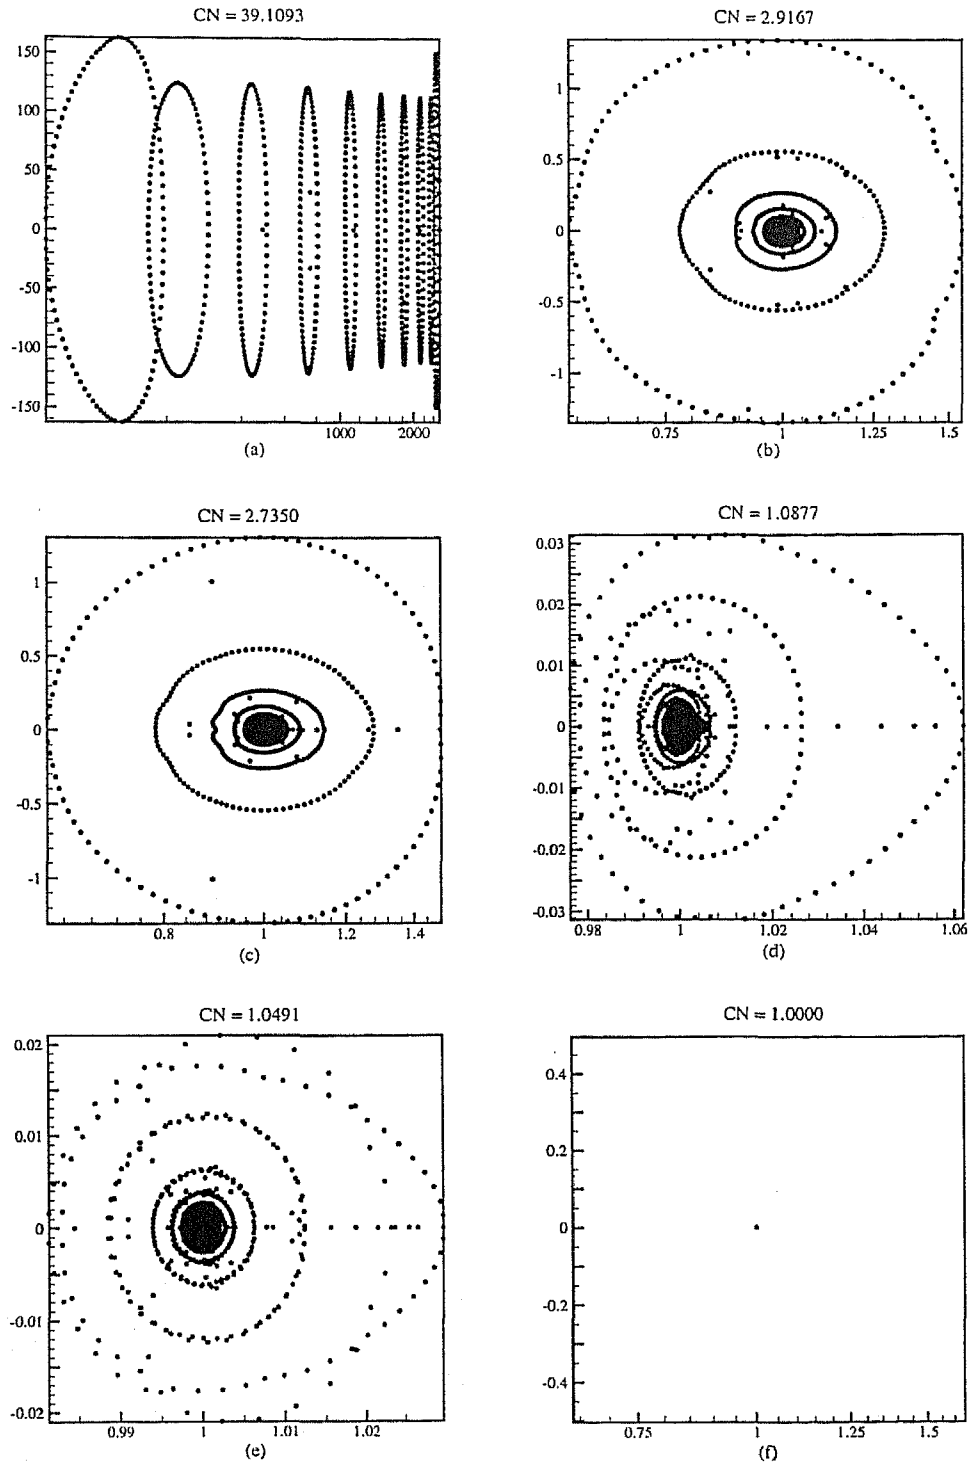 CN = 39.1093
150
100
50
0
-50
-100
-150
1000 2000
(a)
CN = 2.9167
1
0.5
0
-0.5
-1
0.75 1 1.25 1.5
(b)
CN = 2.7350
1
0.5
0
-0.5
-1
0.8 1 1.2 1.4
(c)
CN = 1.0877
0.03
0.02
0.01
0
-0.01
-0.02
-0.03
0.98 1 1.02 1.04 1.06
(d)
CN = 1.0491
0.02
0.01
0
-0.01
-0.02
0.99 1 1.01 1.02
(e)
CN = 1.0000
0.4
0.2
0
-0.2
-0.4
0.75 1 1.25 1.5
(f)